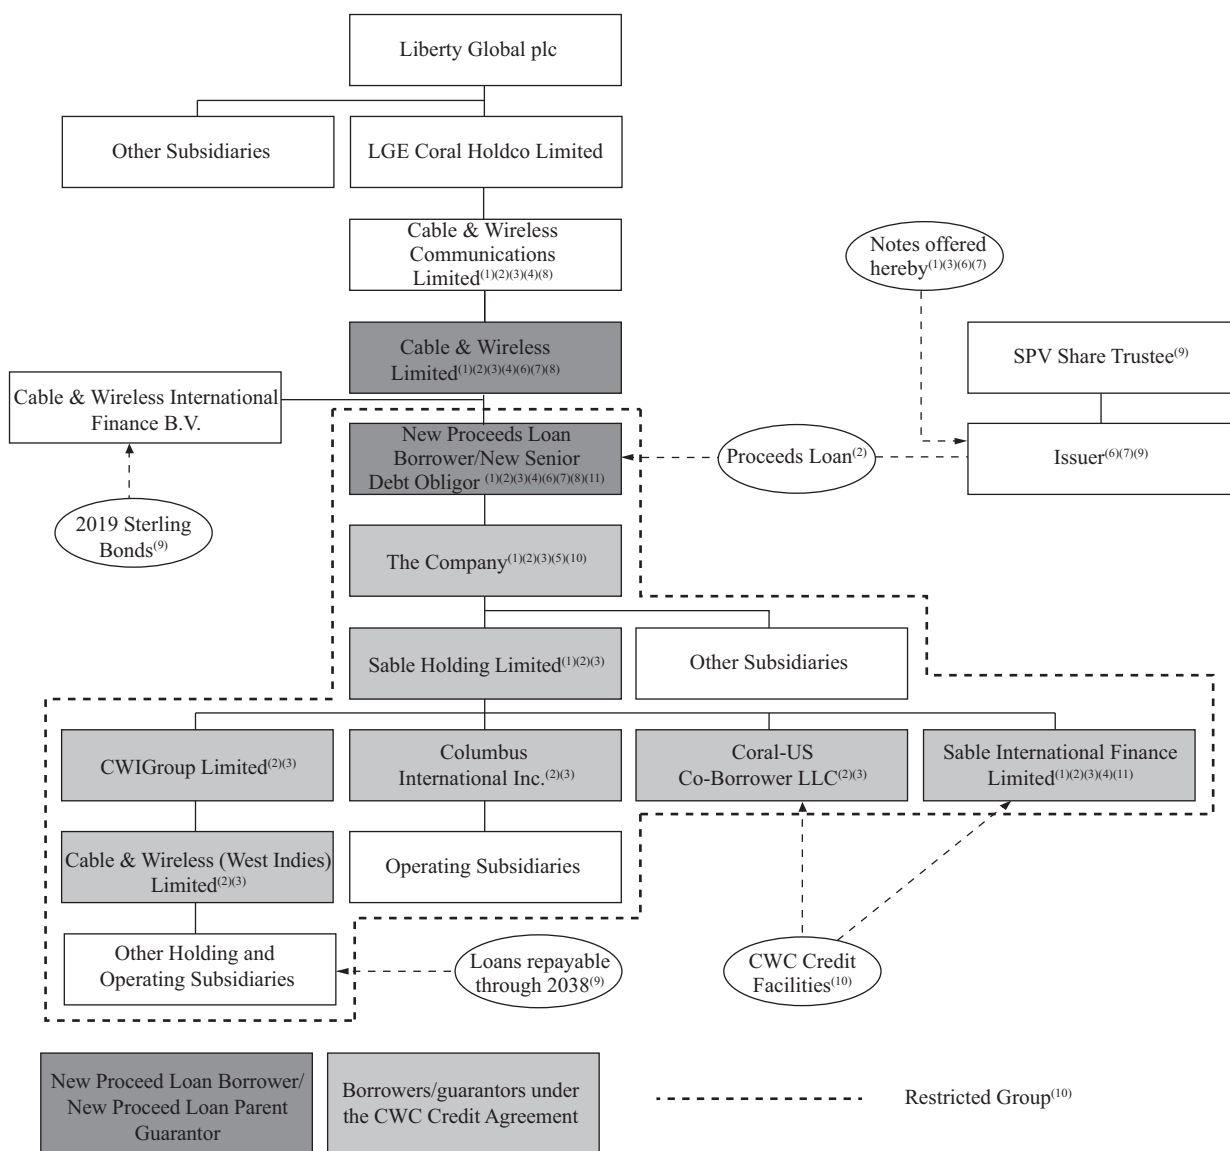 Liberty Global plc
Other Subsidiaries
LGE Coral Holdco Limited
Cable & Wireless
Communications
Limited(1)(2)(3)(4)(8)
Notes offered
hereby(1)(3)(6)(7)
Cable & Wireless
Limited(1)(2)(3)(4)(6)(7)(8)
SPV Share Trustee(9)
Cable & Wireless International
Finance B.V.
New Proceeds Loan
Borrower/New Senior
Debt Obligor (1)(2)(3)(4)(6)(7)(8)(11)
Proceeds Loan(2)
Issuer(6)(7)(9)
2019 Sterling
Bonds(9)
The Company(1)(2)(3)(5)(10)
Sable Holding Limited(1)(2)(3)
Other Subsidiaries
CWIGroup Limited(2)(3)
Columbus
International Inc.(2)(3)
Coral-US
Co-Borrower LLC(2)(3)
Sable International Finance
Limited(1)(2)(3)(4)(11)
Cable & Wireless (West Indies)
Limited(2)(3)
Operating Subsidiaries
Other Holding and
Operating Subsidiaries
Loans repayable
through 2038(9)
CWC Credit
Facilities(10)
New Proceed Loan Borrower/
New Proceed Loan Parent
Guarantor
Borrowers/guarantors under
the CWC Credit Agreement
Restricted Group(10)